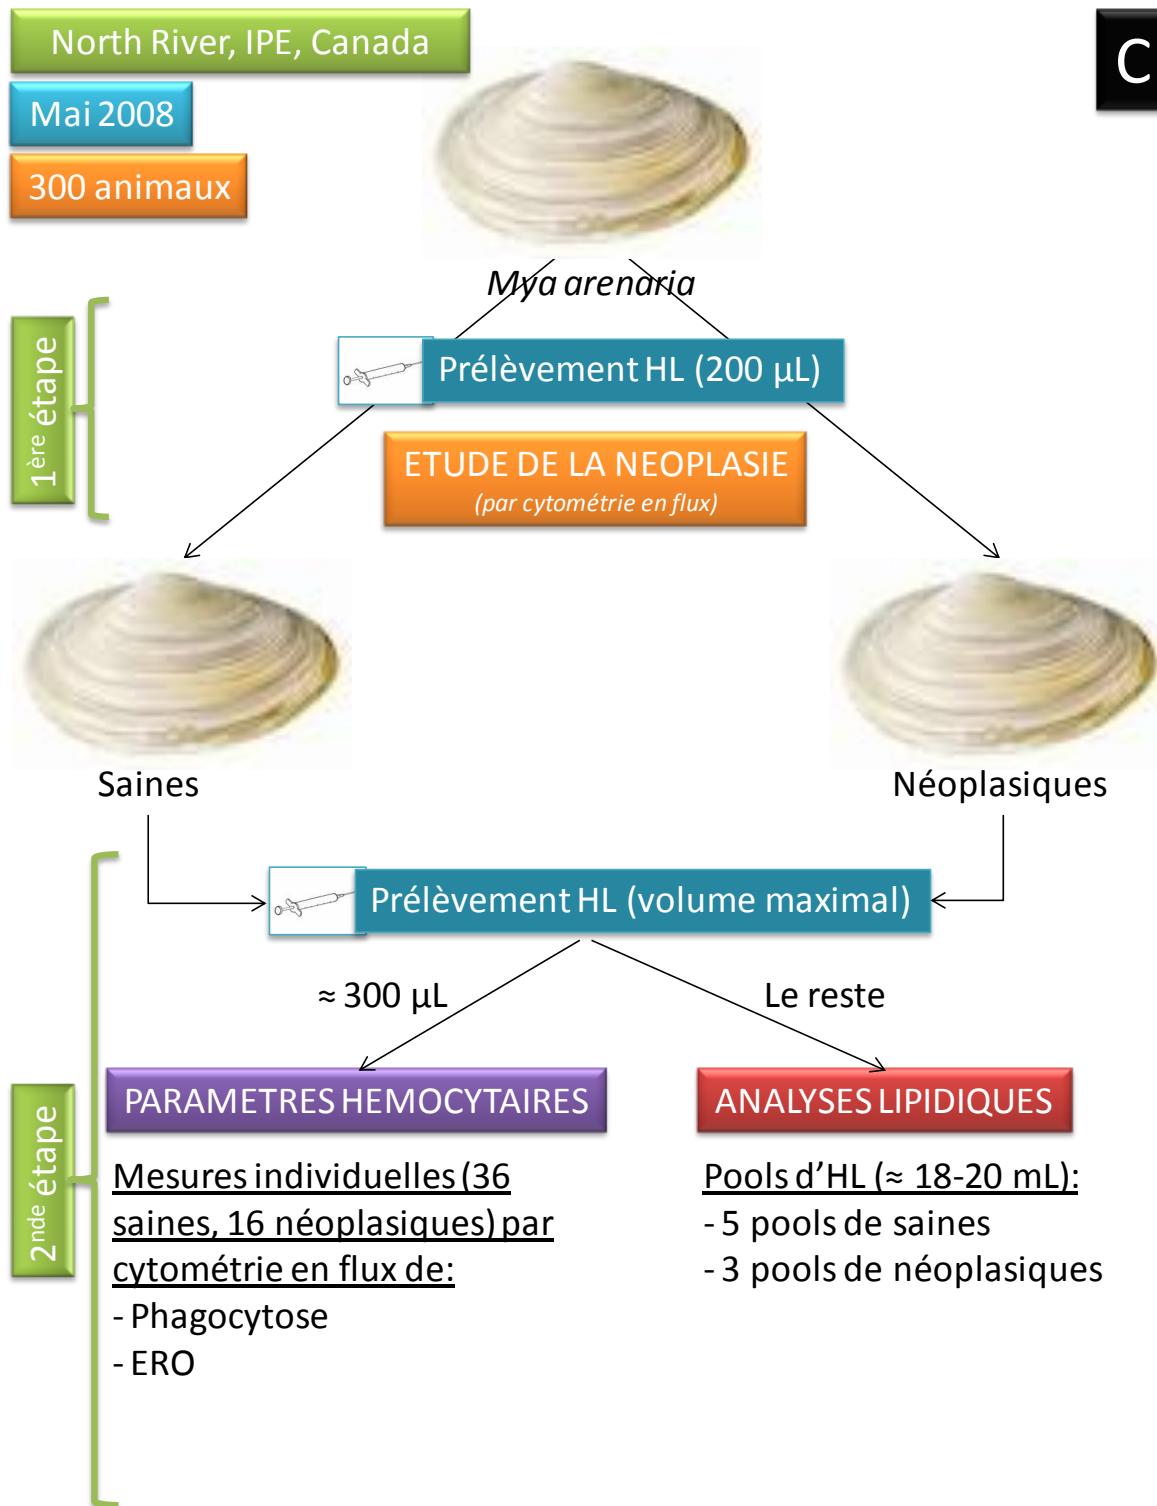 North River, IPE, Canada
C
Mai 2008
300 animaux
Mya arenaria
1ère étape
Prélèvement HL (200 µL)
ETUDE DE LA NEOPLASIE
(par cytométrie en flux)
Saines
Néoplasiques
2nde étape
Prélèvement HL (volume maximal)
≈ 300 µL
Le reste
PARAMETRES HEMOCYTAIRES
Mesures individuelles (36
saines, 16 néoplasiques) par
cytométrie en flux de:
- Phagocytose
- ERO
ANALYSES LIPIDIQUES
Pools d’HL (≈ 18-20 mL):
- 5 pools de saines
- 3 pools de néoplasiques